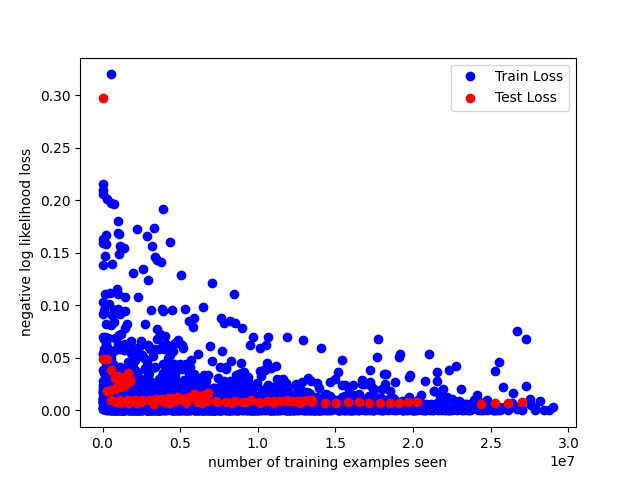 Train Loss
Test Loss
negative log likelihood loss
0.30
0.25
0.20
0.15
0.10
0.05
0.00
0.0 0.5 1.0 1.5 2.0 2.5 3.0
number of training examples seen 1e7